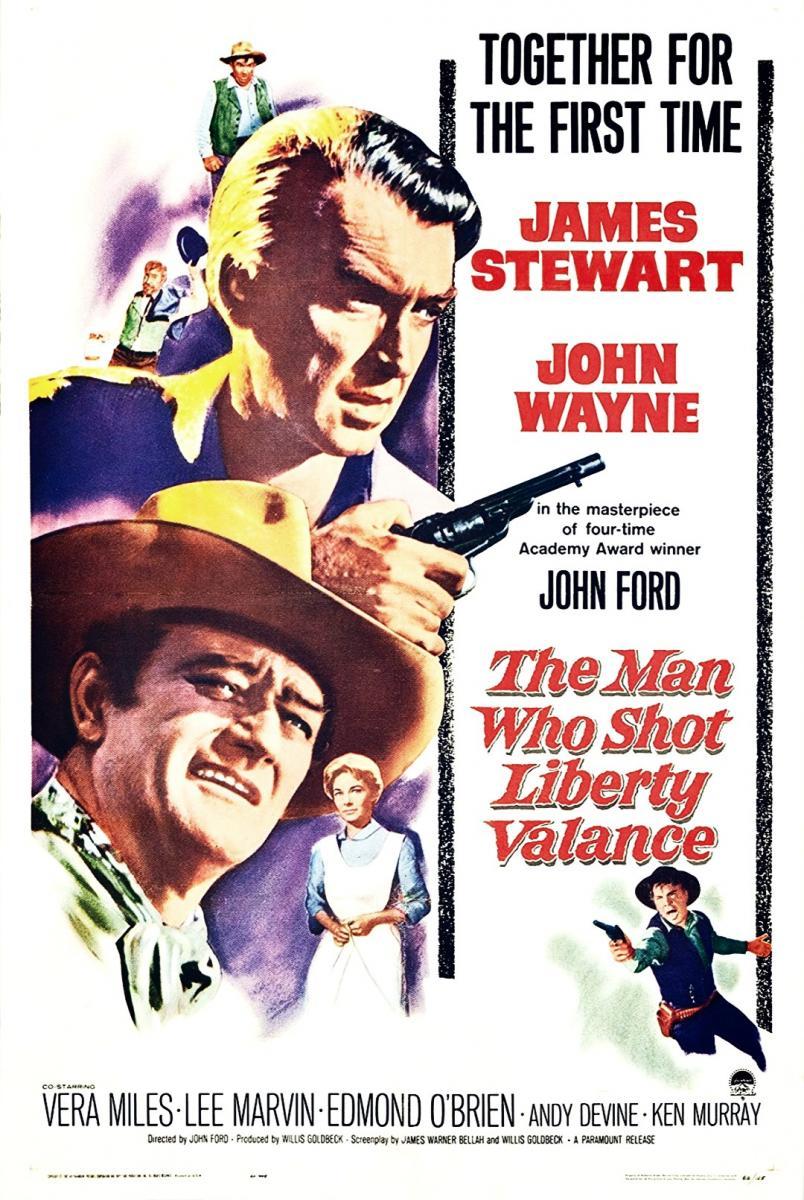 TOGETHER FOR
THE FIRST TIME
JAMES
STEWART
JOHN
WAYNE
in the masterpiece
of four-time
Academy Award winner
JOHN FORD
The Man
Who Shot
Liberty
Valance
CO-STARRING
VERA MILES · LEE MARVIN · EDMOND O'BRIEN · ANDY DEVINE · KEN MURRAY
Directed by JOHN FORD · Produced by WILLIS GOLDBECK · Screenplay by JAMES WARNER BELLAH and WILLIS GOLDBECK · A PARAMOUNT RELEASE